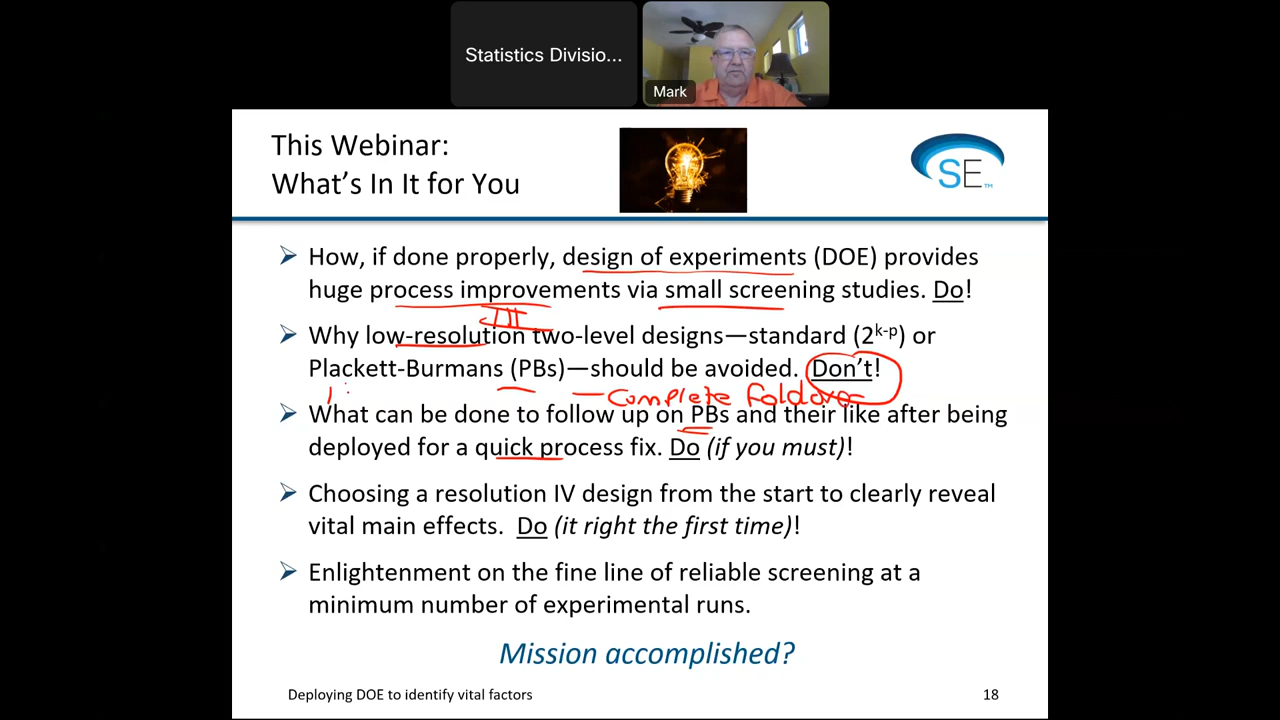 Statistics Divisio...
Mark
This Webinar:
What's In It for You
SE™
How, if done properly, design of experiments (DOE) provides
huge process improvements via small screening studies. Do!
III
Why low-resolution two-level designs—standard (2^k-p) or
Plackett-Burmans (PBs)—should be avoided. Don't!
— Complete Foldover
What can be done to follow up on PBs and their like after being
deployed for a quick process fix. Do (if you must)!
Choosing a resolution IV design from the start to clearly reveal
vital main effects. Do (it right the first time)!
Enlightenment on the fine line of reliable screening at a
minimum number of experimental runs.
Mission accomplished?
Deploying DOE to identify vital factors
18